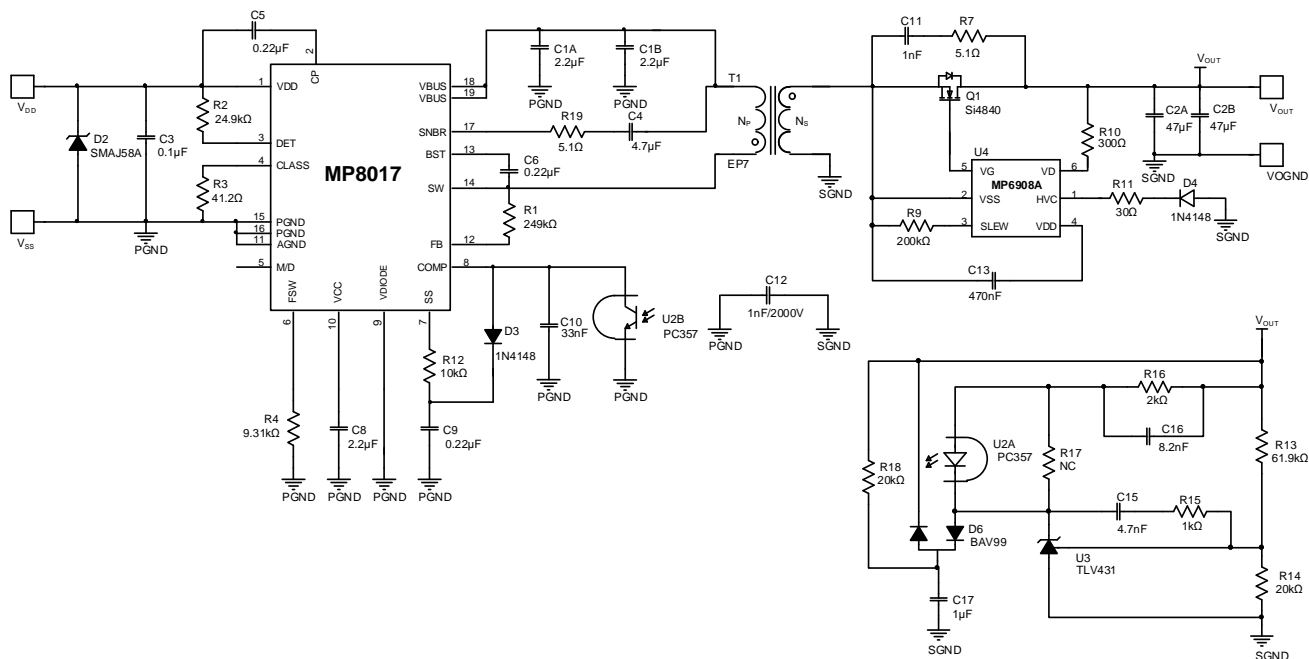 C5
0.22µF
2
CP
1
VDD
VDD
R2
24.9kΩ
D2
SMAJ58A
C3
0.1µF
3
DET
4
CLASS
R3
41.2Ω
VSS
15
PGND
16
PGND
11
AGND
PGND
5
M/D
MP8017
FSW
6
VCC
10
VDIODE
9
SS
7
R4
9.31kΩ
PGND
C8
2.2µF
PGND
PGND
R12
10kΩ
C9
0.22µF
PGND
D3
1N4148
VBUS
18
VBUS
19
SNBR
17
BST
13
SW
14
FB
12
COMP
8
C1A
2.2µF
PGND
C1B
2.2µF
PGND
R19
5.1Ω
C4
4.7µF
C6
0.22µF
R1
249kΩ
C10
33nF
PGND
U2B
PC357
PGND
T1
NP
NS
EP7
SGND
C12
1nF/2000V
PGND
SGND
C11
1nF
R7
5.1Ω
Q1
Si4840
U4
MP6908A
5
VG
VD
6
2
VSS
HVC
1
3
SLEW
VDD
4
R9
200kΩ
C13
470nF
R10
300Ω
R11
30Ω
D4
1N4148
SGND
VOUT
C2A
47µF
C2B
47µF
SGND
VOUT
VOGND
VOUT
R16
2kΩ
C16
8.2nF
R13
61.9kΩ
U2A
PC357
R17
NC
R18
20kΩ
C15
4.7nF
R15
1kΩ
D6
BAV99
U3
TLV431
R14
20kΩ
C17
1µF
SGND
SGND